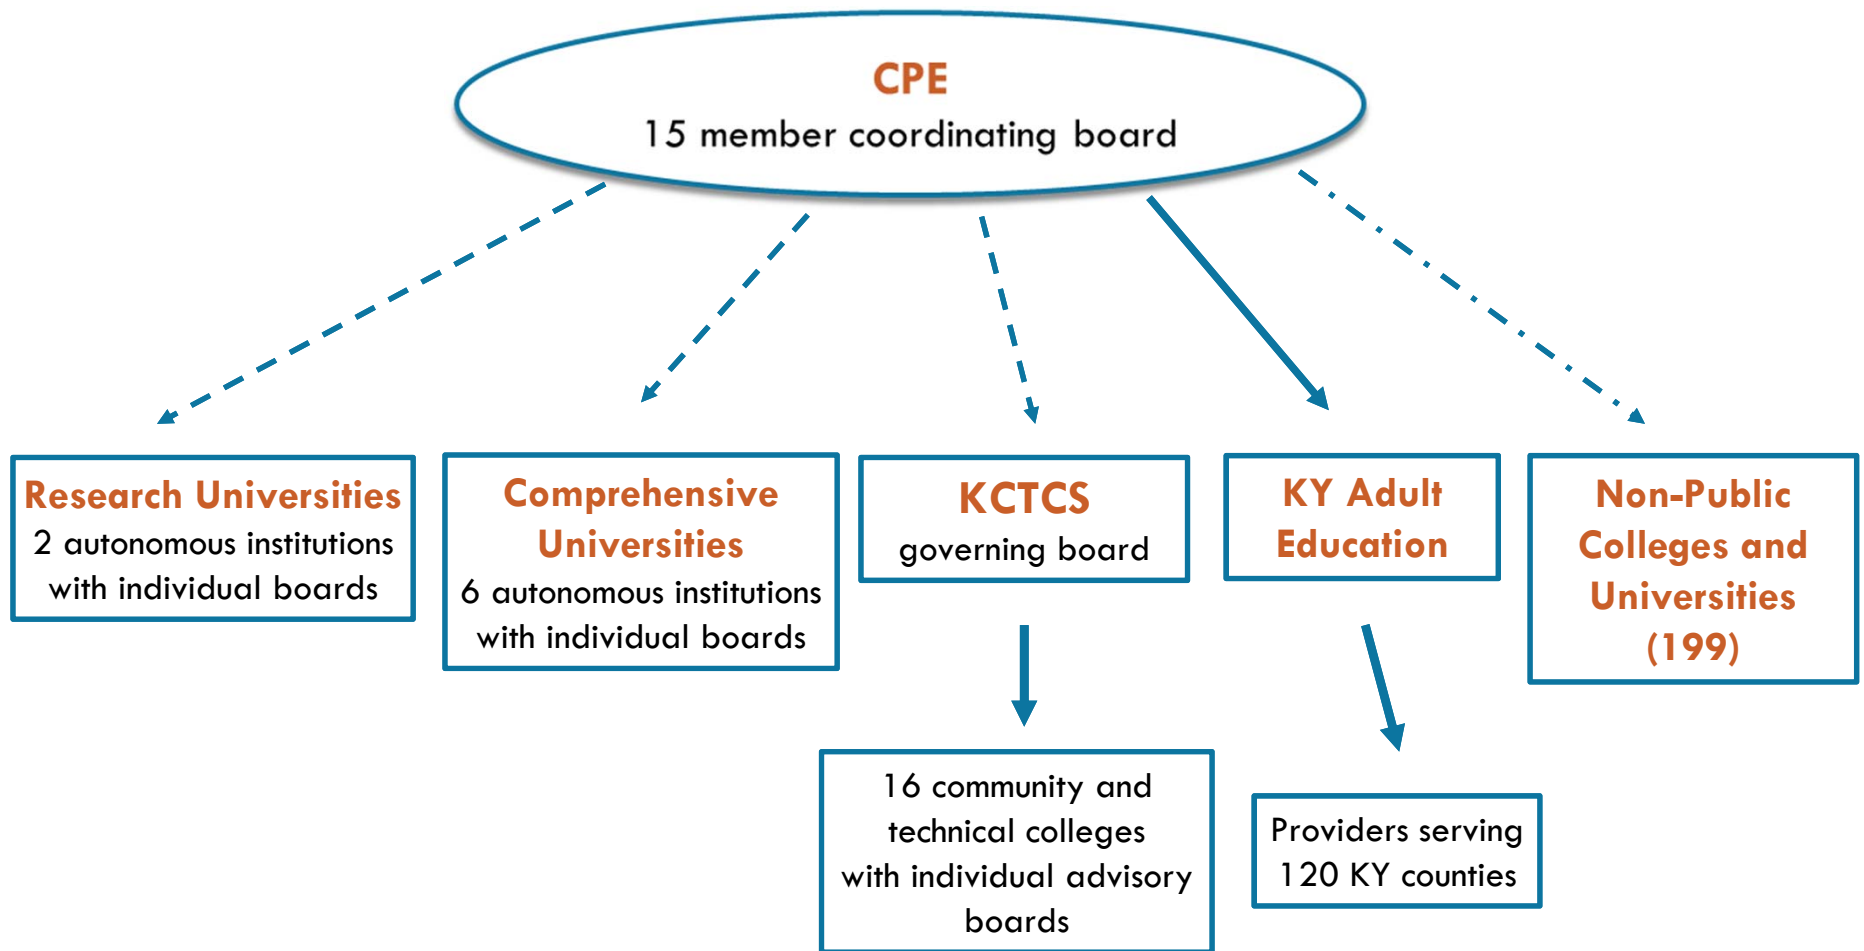 CPE
15 member coordinating board
Research Universities
2 autonomous institutions
with individual boards
Comprehensive
Universities
6 autonomous institutions
with individual boards
KCTCS
governing board
KY Adult
Education
Non-Public
Colleges and
Universities
(199)
16 community and
technical colleges
with individual advisory
boards
Providers serving
120 KY counties